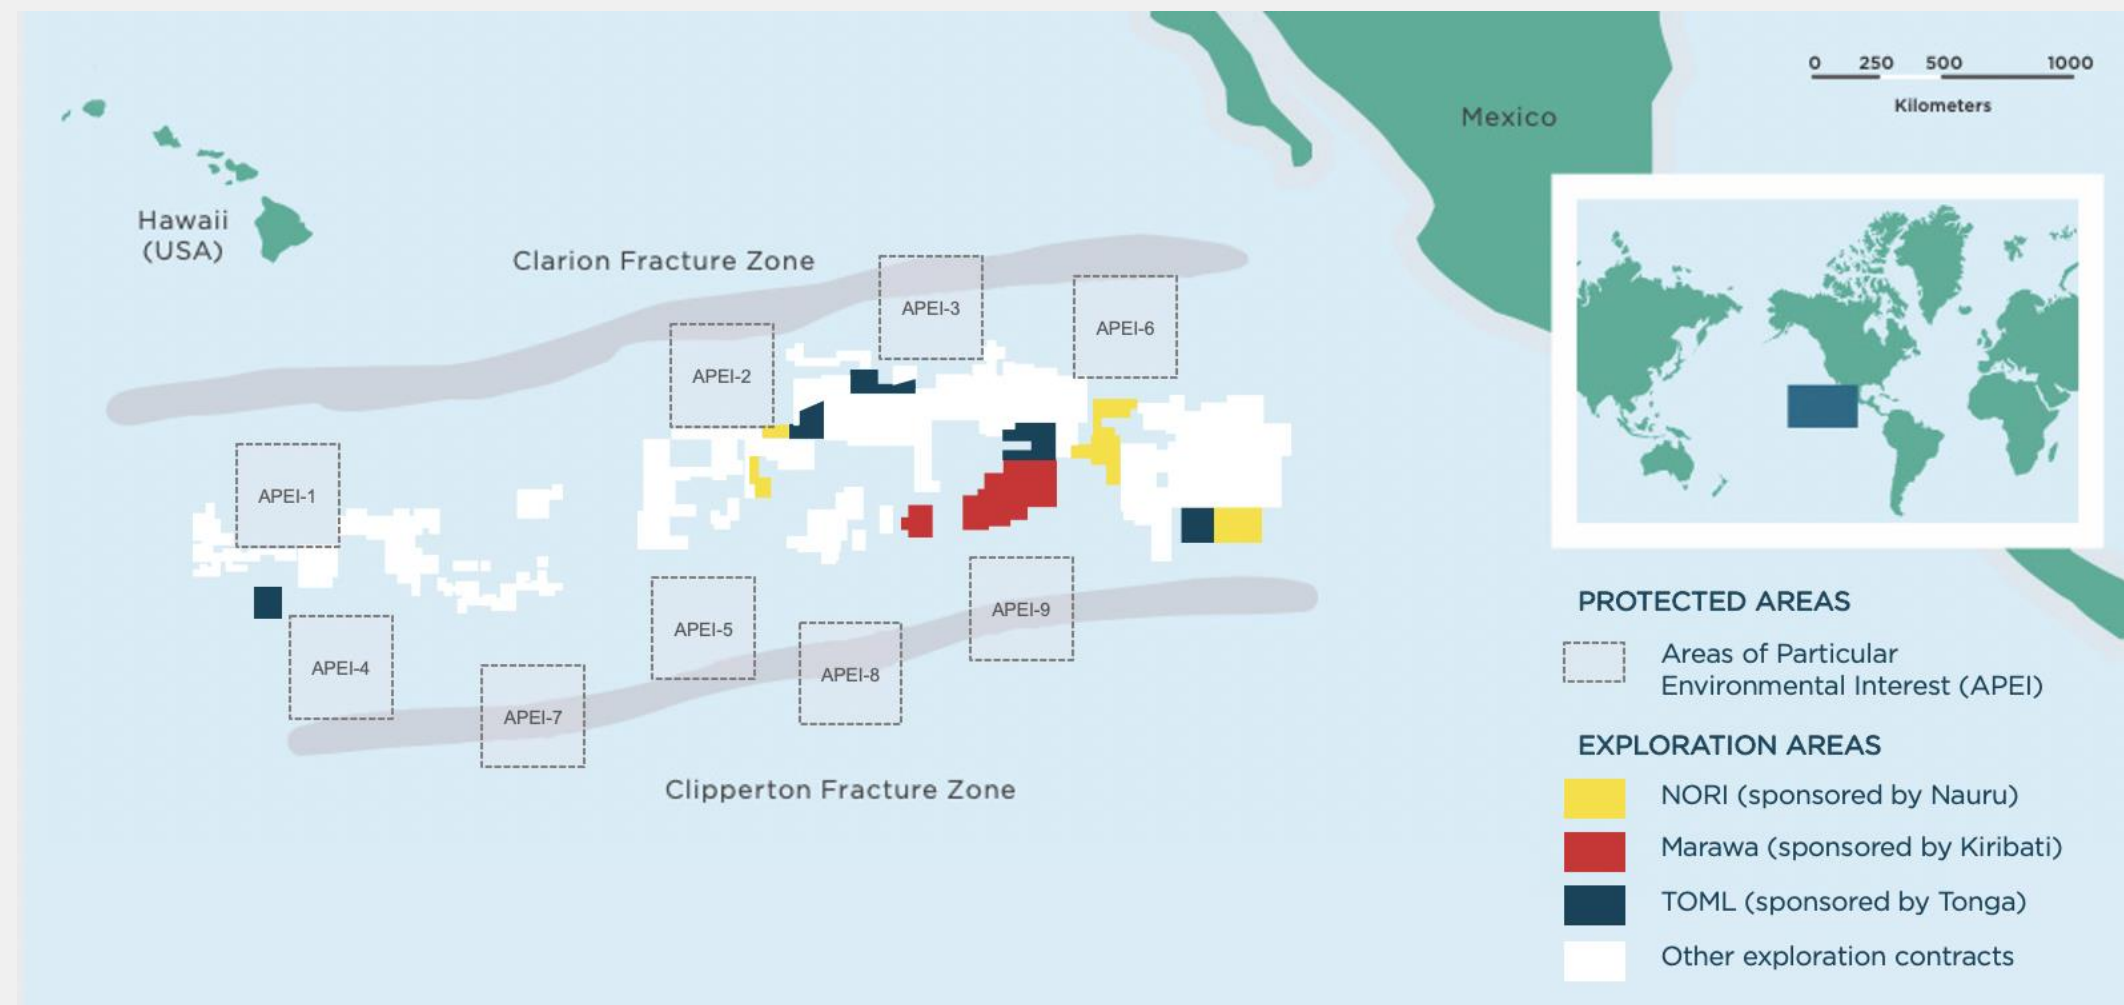 0 250 500 1000
Kilometers
Mexico
Hawaii
(USA)
Clarion Fracture Zone
APEI-3
APEI-6
APEI-2
APEI-1
APEI-9
APEI-5
APEI-4
APEI-8
APEI-7
Clipperton Fracture Zone
PROTECTED AREAS
Areas of Particular
Environmental Interest (APEI)
EXPLORATION AREAS
NORI (sponsored by Nauru)
Marawa (sponsored by Kiribati)
TOML (sponsored by Tonga)
Other exploration contracts